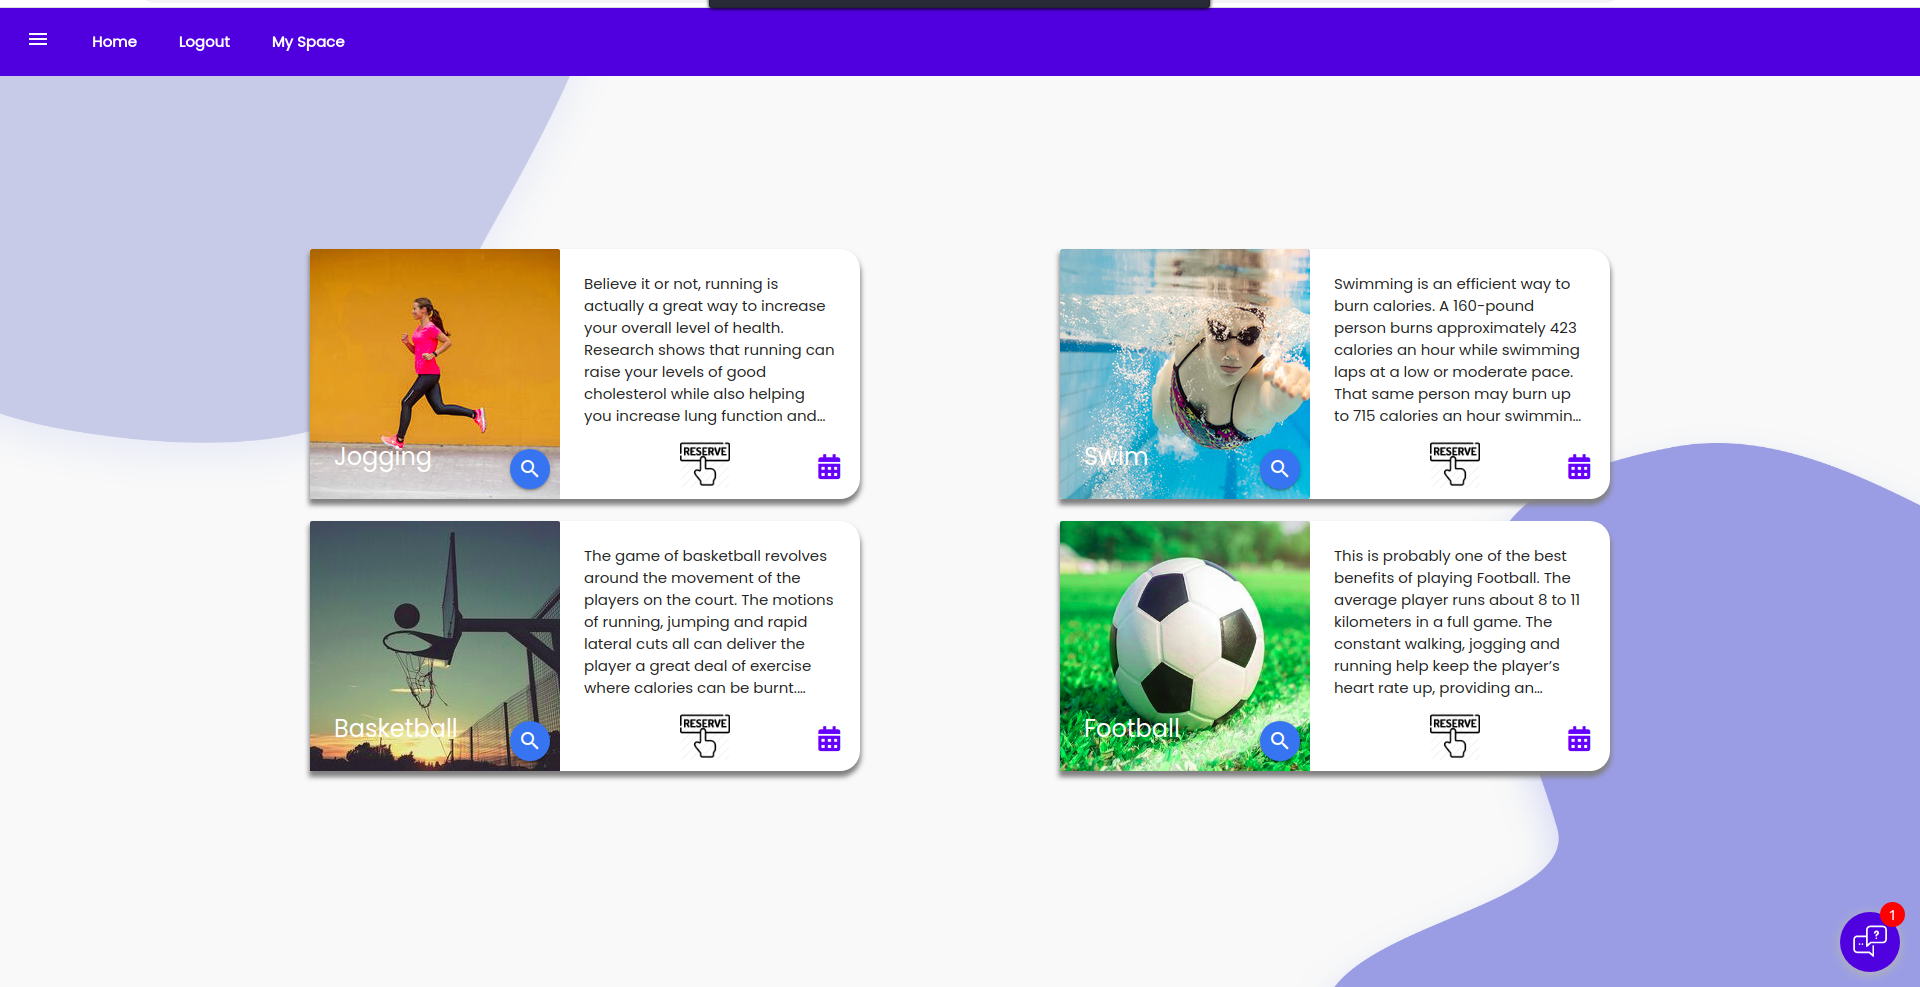 Home
Logout
My Space
Believe it or not, running is
actually a great way to increase
your overall level of health.
Research shows that running can
raise your levels of good
cholesterol while also helping
you increase lung function and...
Jogging
RESERVE
Swimming is an efficient way to
burn calories. A 160-pound
person burns approximately 423
calories an hour while swimming
laps at a low or moderate pace.
That same person may burn up
to 715 calories an hour swimmin...
Swim
RESERVE
The game of basketball revolves
around the movement of the
players on the court. The motions
of running, jumping and rapid
lateral cuts all can deliver the
player a great deal of exercise
where calories can be burnt....
Basketball
RESERVE
This is probably one of the best
benefits of playing Football. The
average player runs about 8 to 11
kilometers in a full game. The
constant walking, jogging and
running help keep the player’s
heart rate up, providing an...
Football
RESERVE
1
?